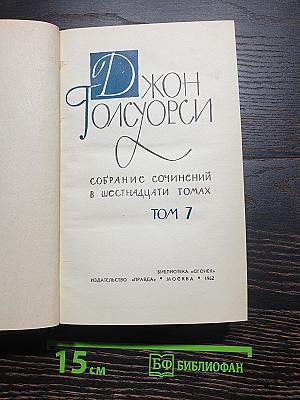 Джон
Голсуорси
СОБРАНИЕ СОЧИНЕНИЙ
В ШЕСТНАДЦАТИ ТОМАХ
ТОМ 7
БИБЛИОТЕКА «ОГОНЕК»
ИЗДАТЕЛЬСТВО «ПРАВДА» • МОСКВА • 1962
15 см
БФ БИБЛИОФАН